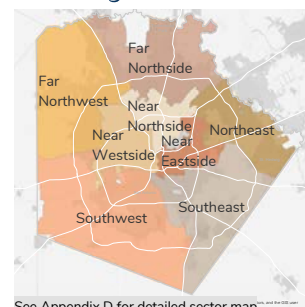 Far
Northside
Far
Northwest
Near
Northside
Near
Westside
Near
Eastside
Northeast
Southeast
Southwest
See Appendix D for detailed sector map